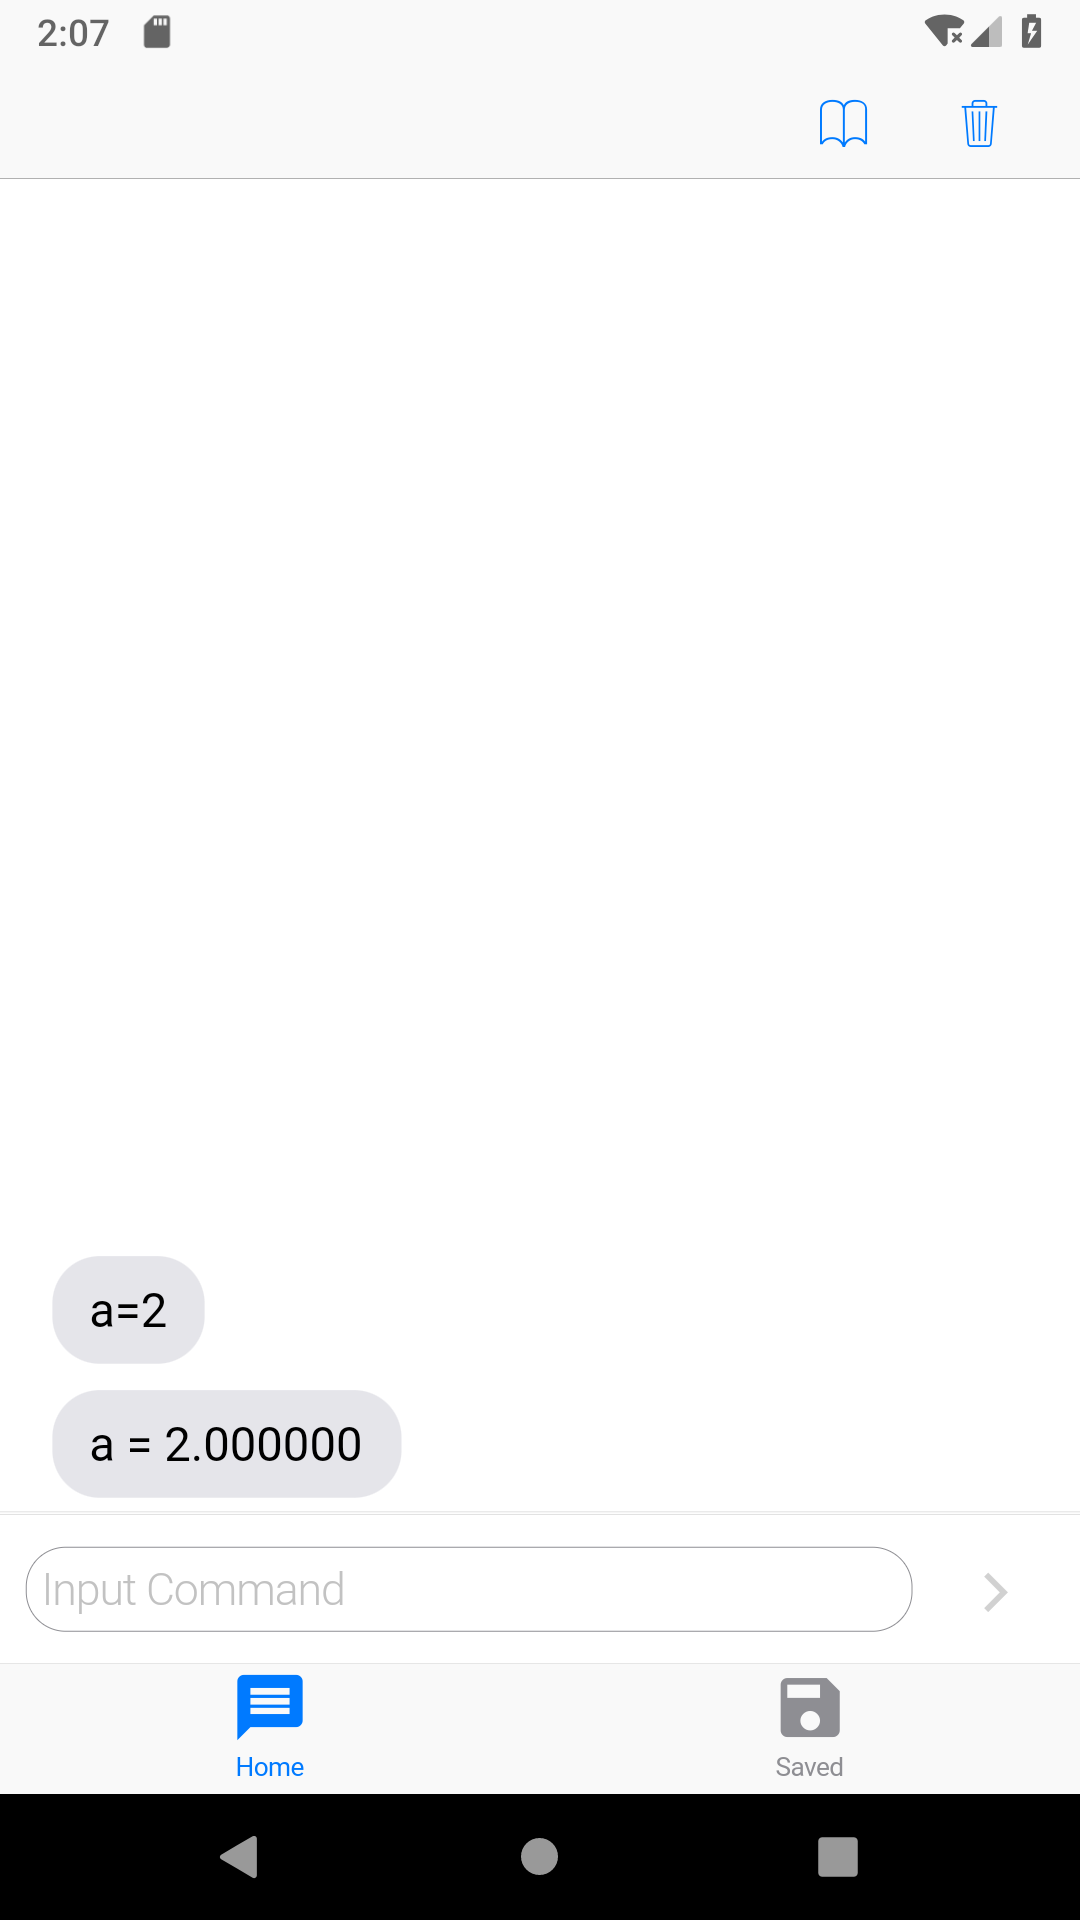 2:07
a=2
a = 2.000000
Input Command
Home
Saved